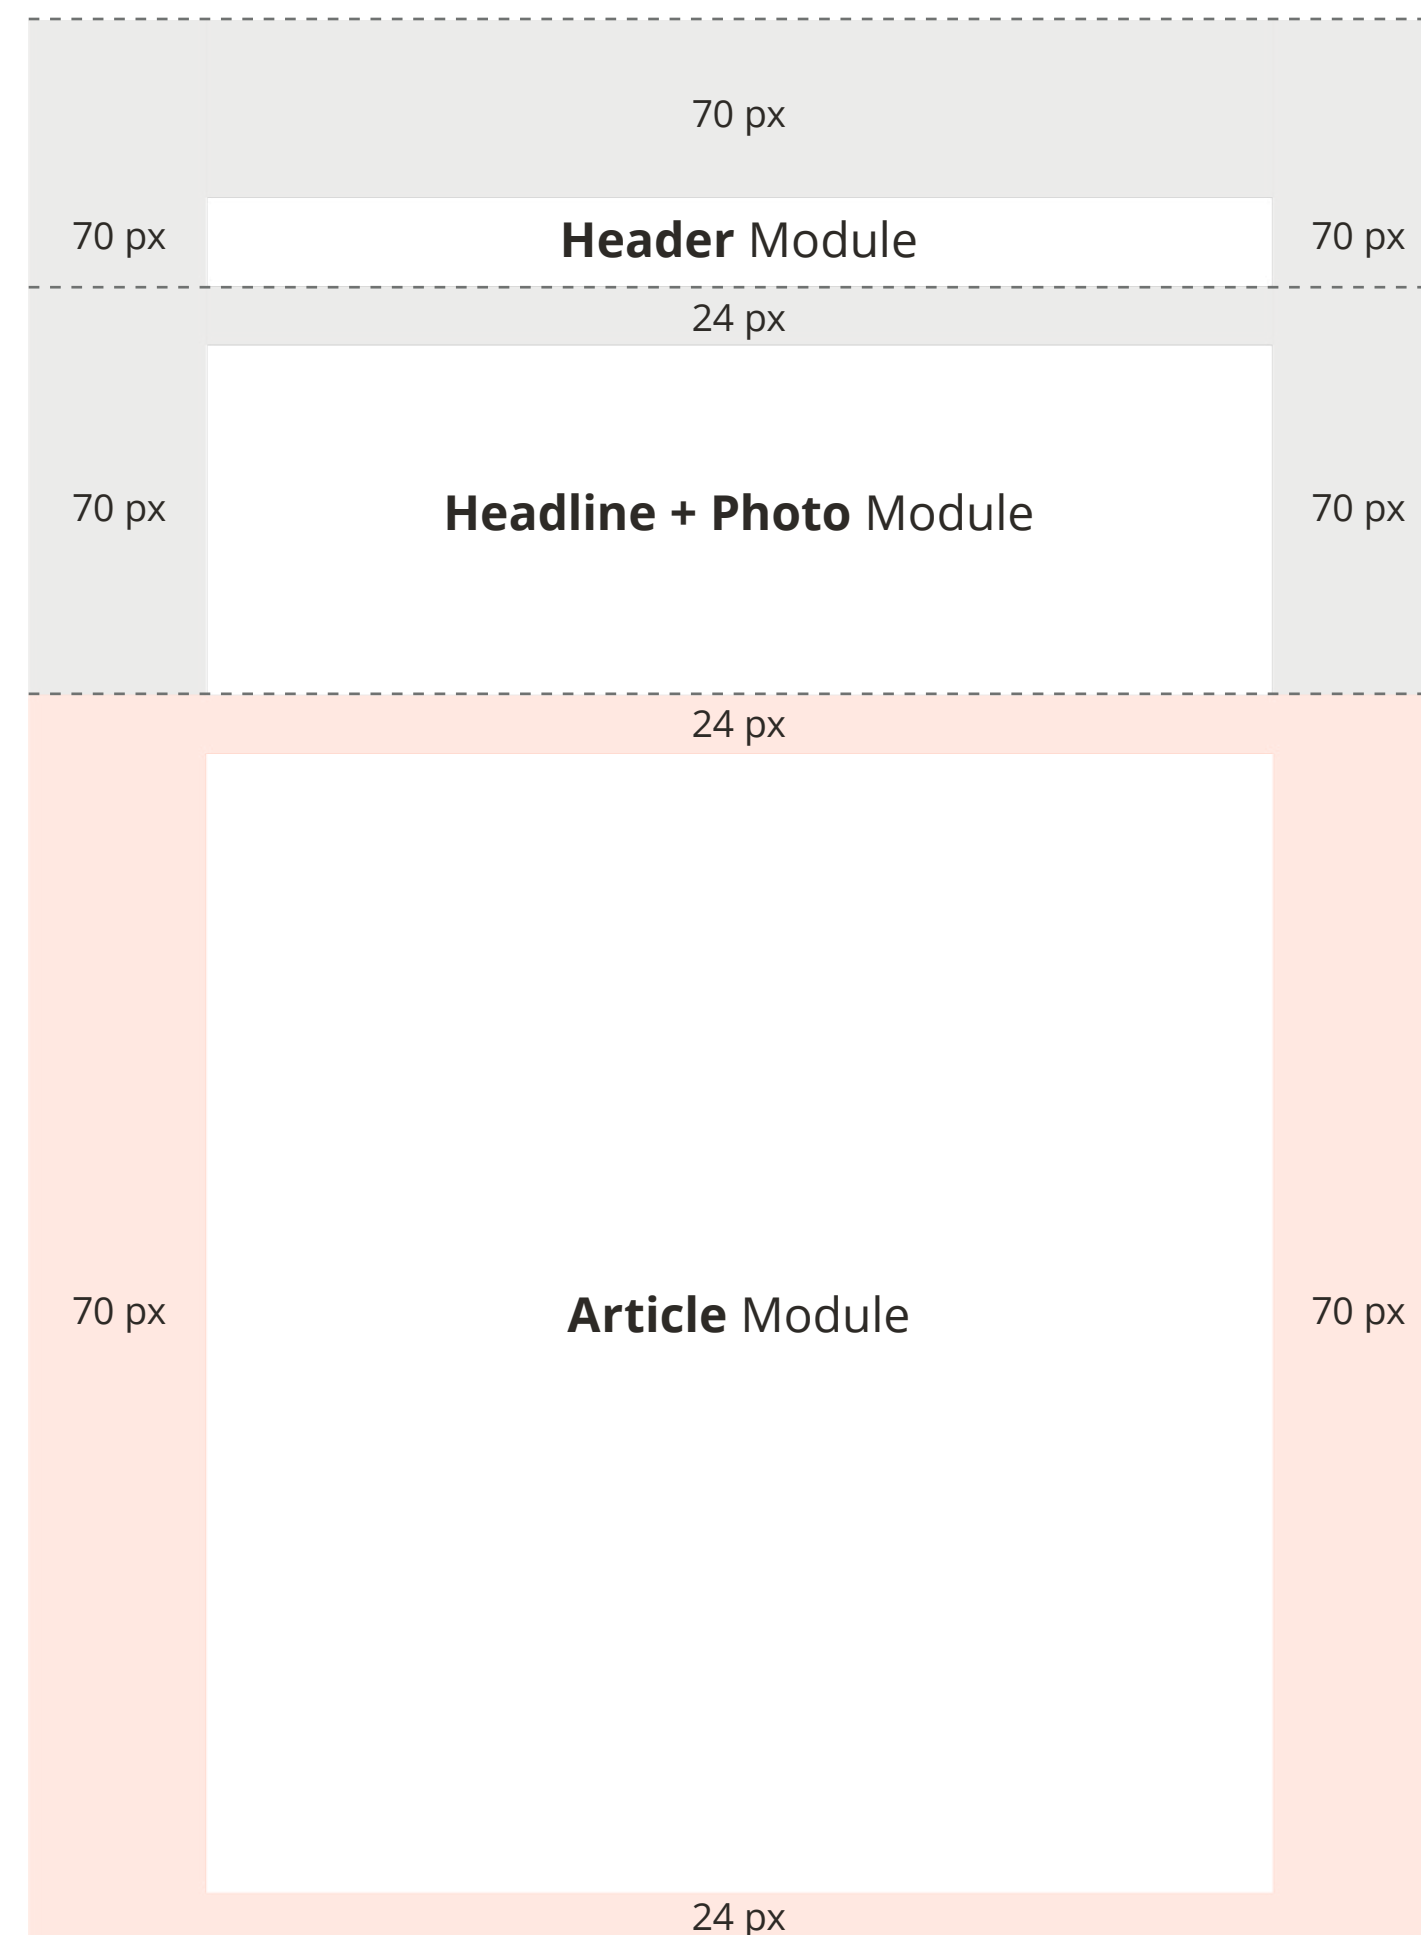 70 px
70 px Header Module 70 px
24 px
70 px Headline + Photo Module 70 px
24 px
70 px Article Module 70 px
24 px